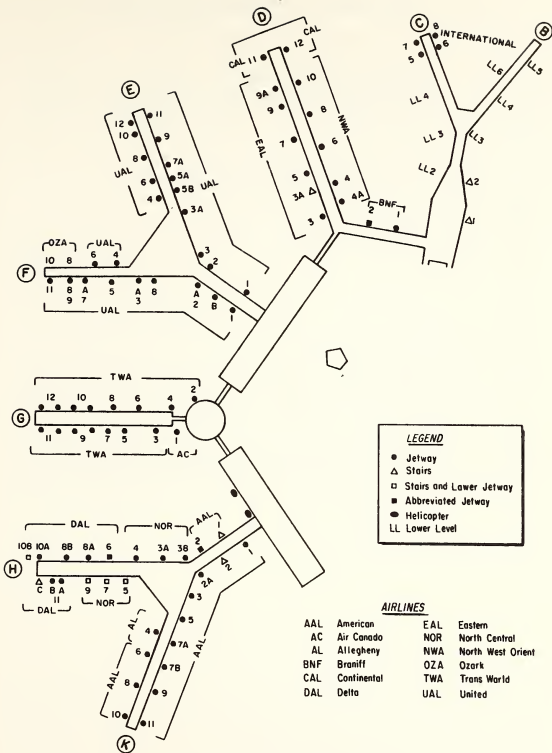 D
CAL
CAL
11
12
9A
10
9
8
7
6
5
4
3A
4A
3
EAL
NWA
BNF
2
1
C
B
8
7
6
5
INTERNATIONAL
LL6
LL5
LL4
LL4
LL3
LL3
LL2
2
1
E
12
11
10
9
8
7A
5A
6
5B
4
3A
3
2
1
UAL
UAL
OZA
UAL
10
8
6
4
F
11
B
9
A
7
5
A
3
B
A
2
B
1
1
UAL
TWA
12
10
8
6
4
2
G
11
9
7
5
3
1
TWA
AC
LEGEND
Jetway
Stairs
Stairs and Lower Jetway
Abbreviated Jetway
Helicopter
LL Lower Level
DAL
NOR
AAL
10B
10A
8B
8A
6
4
3A
3B
2
1
H
C
B
A
11
9
7
5
DAL
NOR
2
2A
3
AL
4
5
6
7A
7B
8
9
10
11
AAL
AAL
K
AIRLINES
AAL American
AC Air Canado
AL Allegheny
BNF Braniff
CAL Continental
DAL Delta
EAL Eastern
NOR North Central
NWA North West Orient
OZA Ozark
TWA Trans World
UAL United